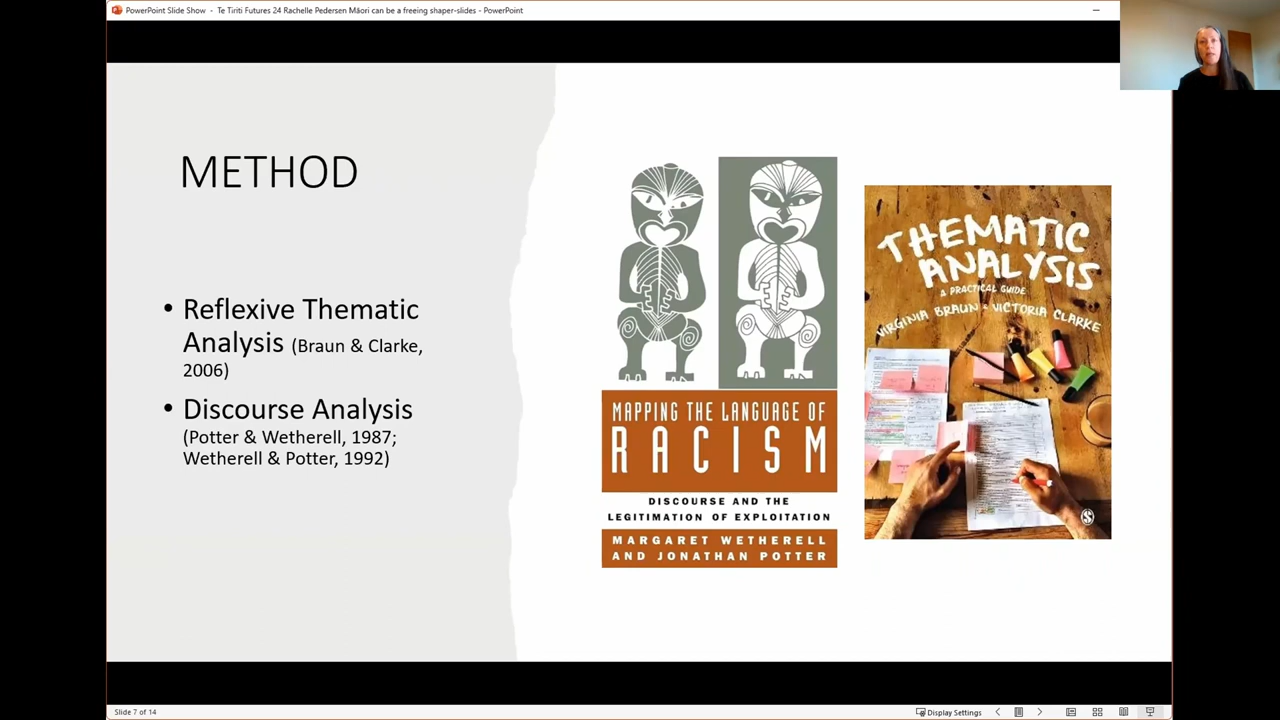 PowerPoint Slide Show - Te Tiriti Futures 24 Rachelle Pedersen Māori can be a freeing shaper-slides - PowerPoint
METHOD
• Reflexive Thematic
Analysis (Braun & Clarke,
2006)
• Discourse Analysis
(Potter & Wetherell, 1987;
Wetherell & Potter, 1992)
MAPPING THE LANGUAGE OF
RACISM
DISCOURSE AND THE
LEGITIMATION OF EXPLOITATION
MARGARET WETHERELL
AND JONATHAN POTTER
THEMATIC
ANALYSIS
A PRACTICAL GUIDE
VIRGINIA BRAUN & VICTORIA CLARKE
Slide 7 of 14
Display Settings